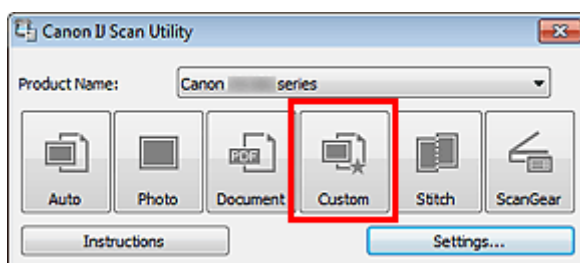 Canon IJ Scan Utility
Product Name: Canon series
PDF
Auto Photo Document Custom Stitch ScanGear
Instructions Settings...